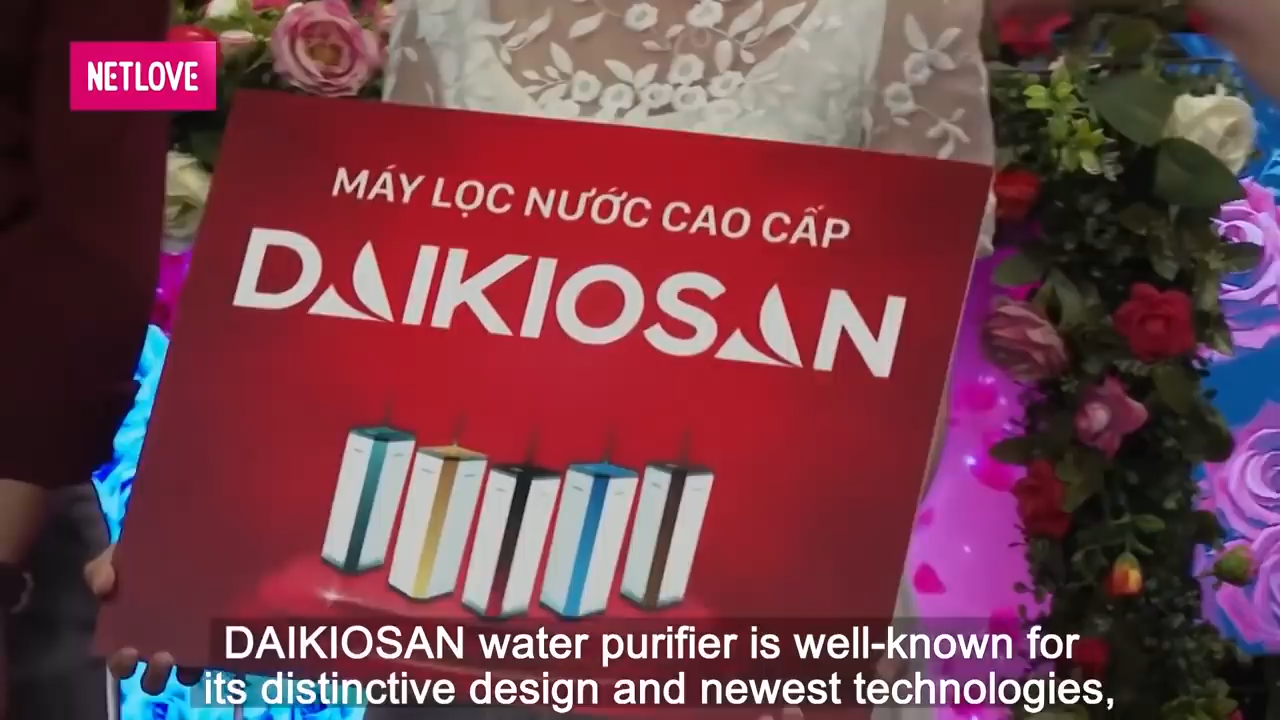 NETLOVE
MÁY LỌC NƯỚC CAO CẤP
DAIKIOSAN
DAIKIOSAN water purifier is well-known for
its distinctive design and newest technologies,